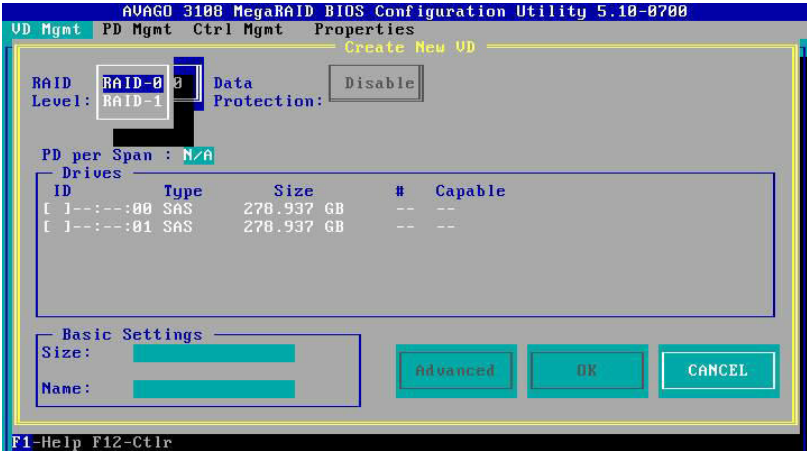 AVAGO 3108 MegaRAID BIOS Configuration Utility 5.10-0700
VD Mgmt PD Mgmt Ctrl Mgmt Properties
Create New VD
RAID Level: RAID-0 0
RAID-1
Data Protection: Disable
PD per Span : N/A
Drives
ID Type Size # Capable
[ ]--:--:00 SAS 278.937 GB -- --
[ ]--:--:01 SAS 278.937 GB -- --
Basic Settings
Size:
Name:
Advanced OK CANCEL
F1-Help F12-Ctlr